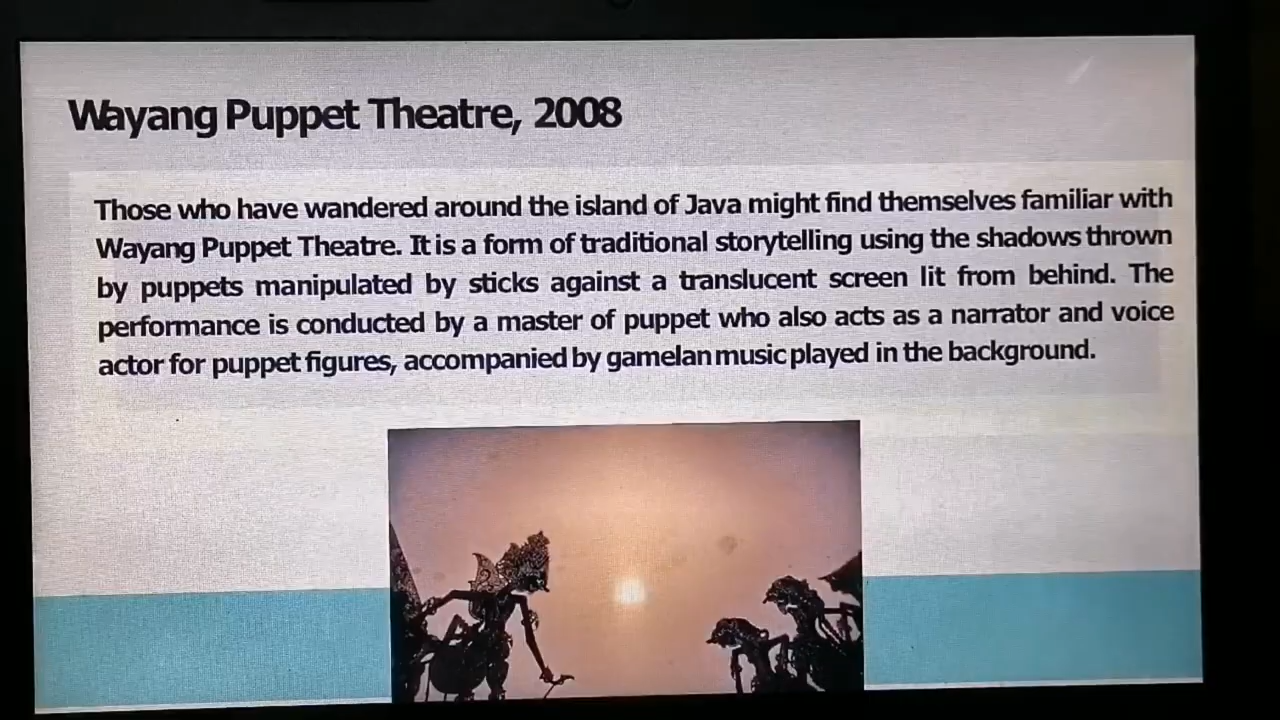 Wayang Puppet Theatre, 2008
Those who have wandered around the island of Java might find themselves familiar with
Wayang Puppet Theatre. It is a form of traditional storytelling using the shadows thrown
by puppets manipulated by sticks against a translucent screen lit from behind. The
performance is conducted by a master of puppet who also acts as a narrator and voice
actor for puppet figures, accompanied by gamelan music played in the background.